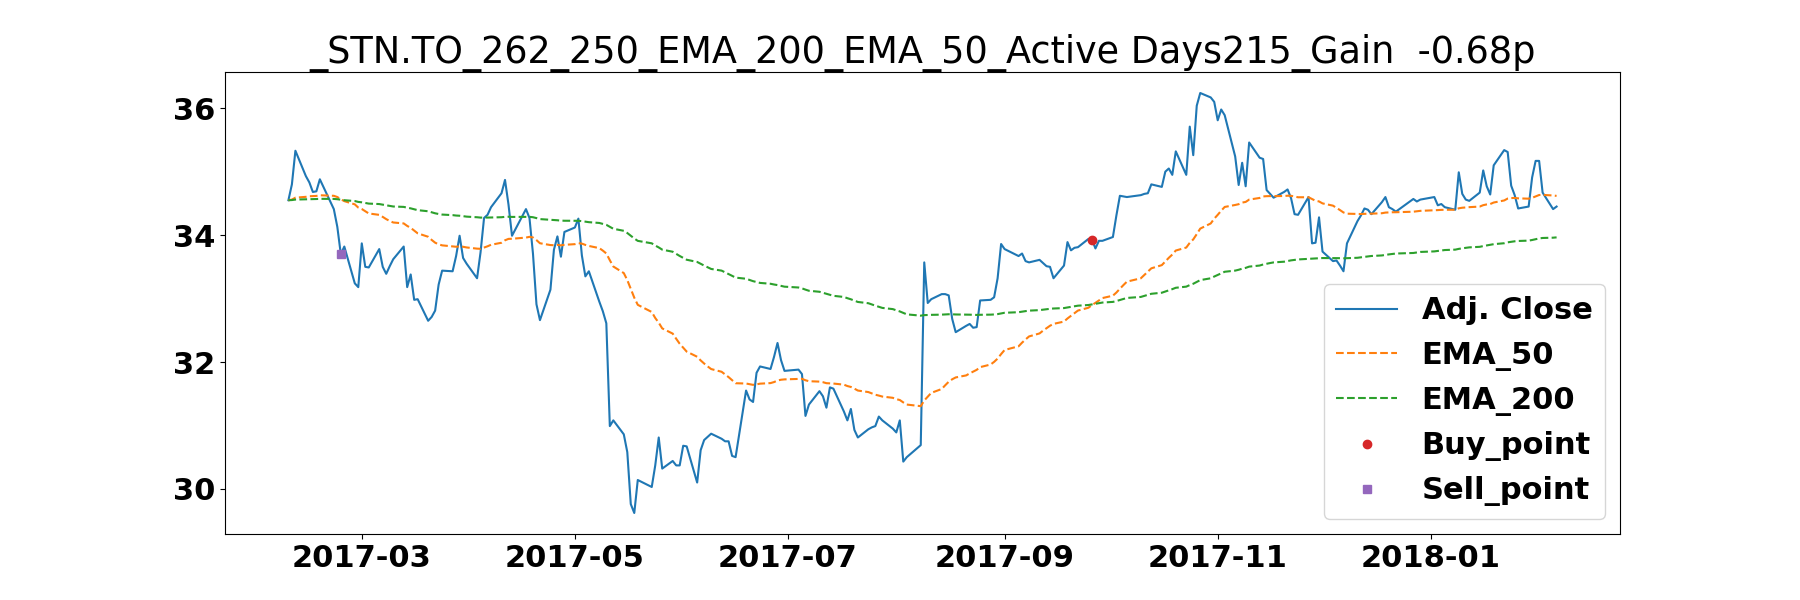 _STN.TO_262_250_EMA_200_EMA_50_Active Days215_Gain  -0.68p
36
34
32
30
Adj. Close
EMA_50
EMA_200
Buy_point
Sell_point
2017-03 2017-05 2017-07 2017-09 2017-11 2018-01